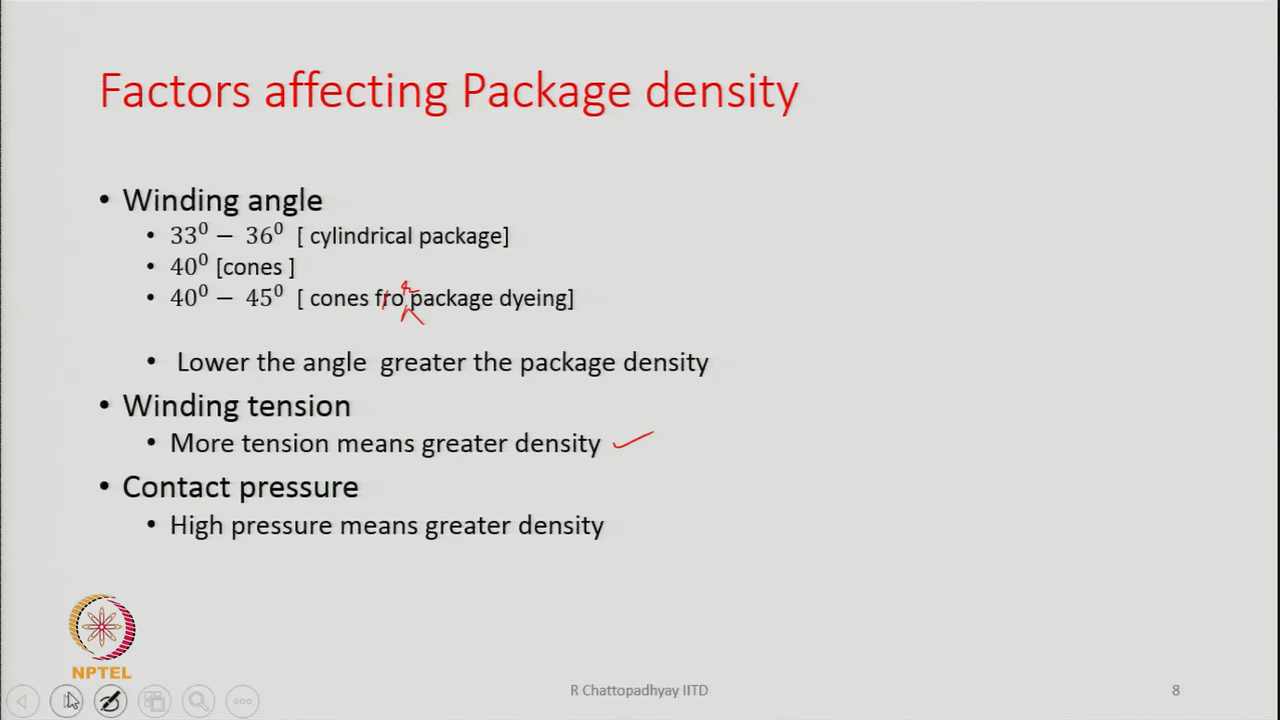 Factors affecting Package density
• Winding angle
• 33⁰ – 36⁰ [ cylindrical package]
• 40⁰ [cones ]
• 40⁰ – 45⁰ [ cones fro package dyeing]
r
• Lower the angle greater the package density
• Winding tension
• More tension means greater density
• Contact pressure
• High pressure means greater density
NPTEL
R Chattopadhyay IITD
8